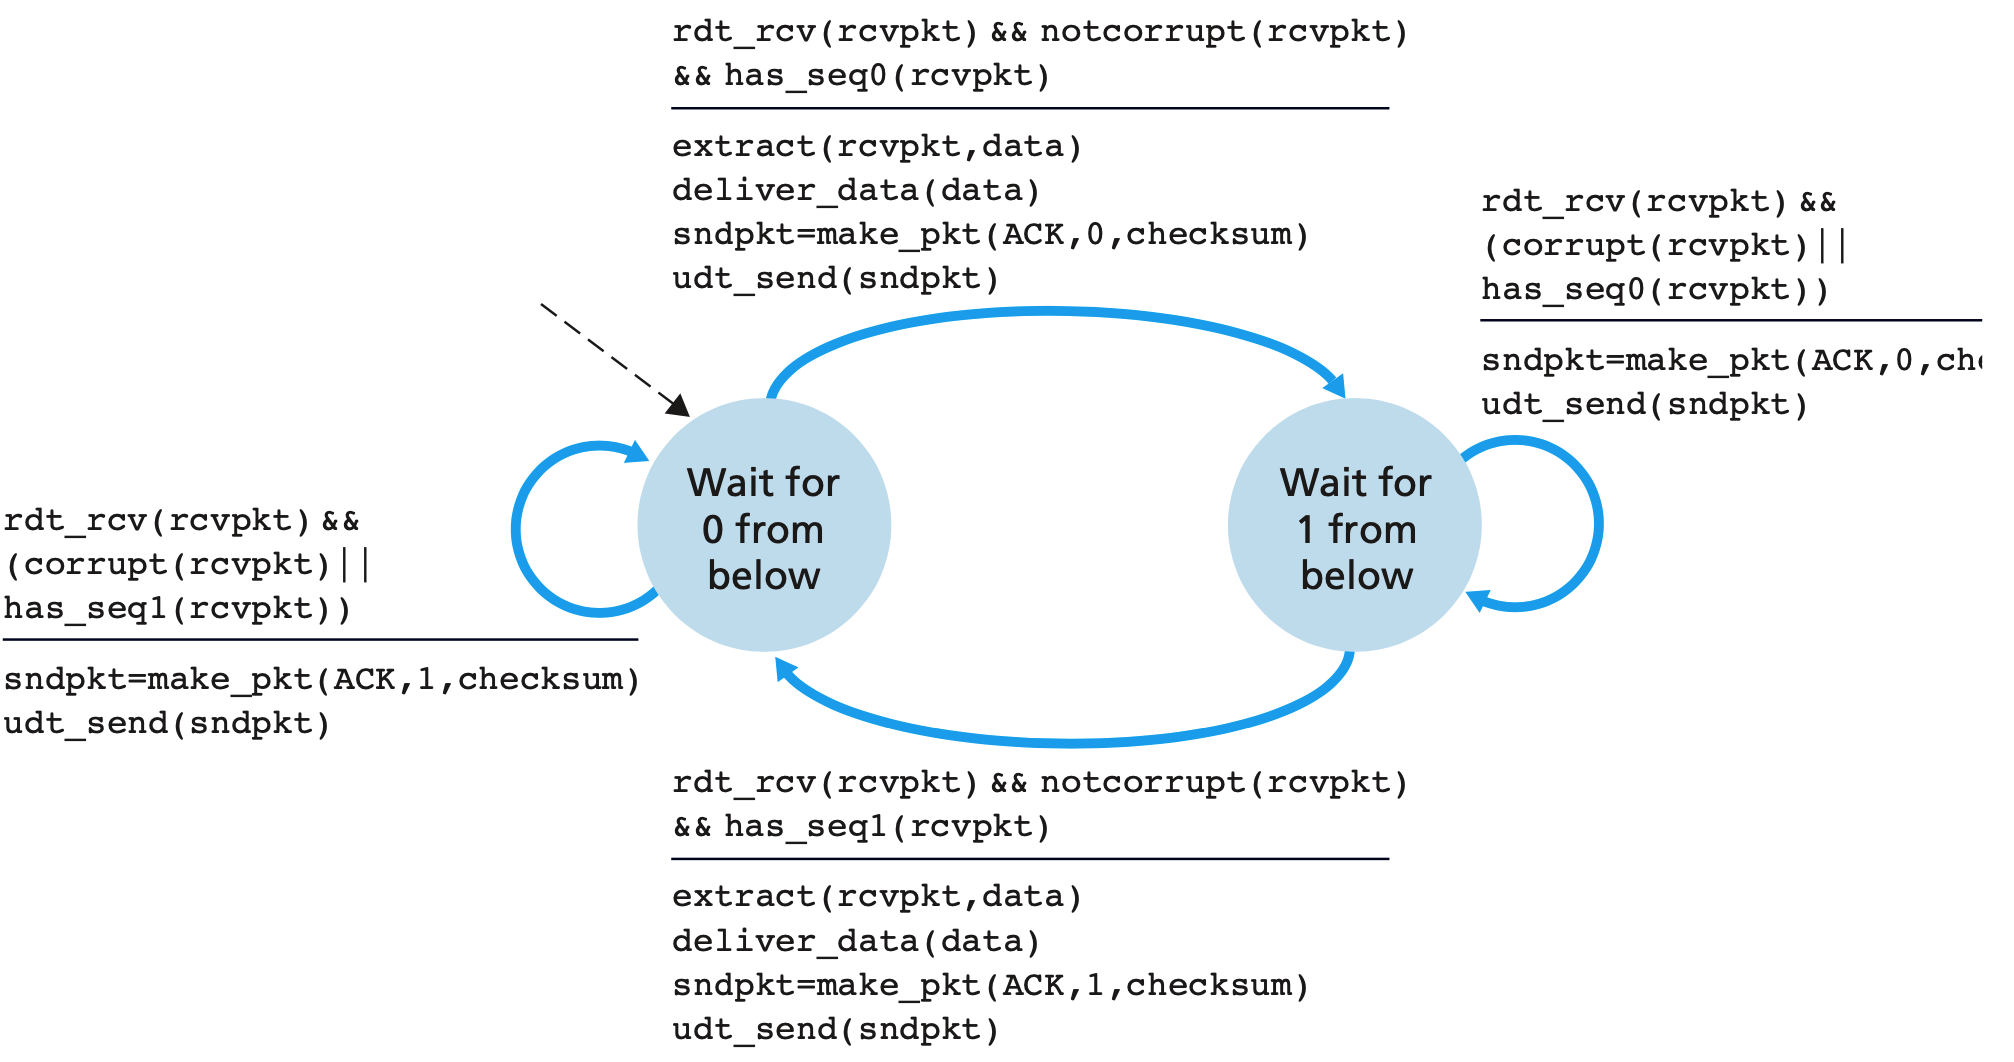 rdt_rcv(rcvpkt) && notcorrupt(rcvpkt)
&& has_seq0(rcvpkt)
extract(rcvpkt,data)
deliver_data(data)
sndpkt=make_pkt(ACK,0,checksum)
udt_send(sndpkt)
rdt_rcv(rcvpkt) &&
(corrupt(rcvpkt)||
has_seq0(rcvpkt))
sndpkt=make_pkt(ACK,0,che
udt_send(sndpkt)
Wait for
0 from
below
Wait for
1 from
below
rdt_rcv(rcvpkt) &&
(corrupt(rcvpkt)||
has_seq1(rcvpkt))
sndpkt=make_pkt(ACK,1,checksum)
udt_send(sndpkt)
rdt_rcv(rcvpkt) && notcorrupt(rcvpkt)
&& has_seq1(rcvpkt)
extract(rcvpkt,data)
deliver_data(data)
sndpkt=make_pkt(ACK,1,checksum)
udt_send(sndpkt)